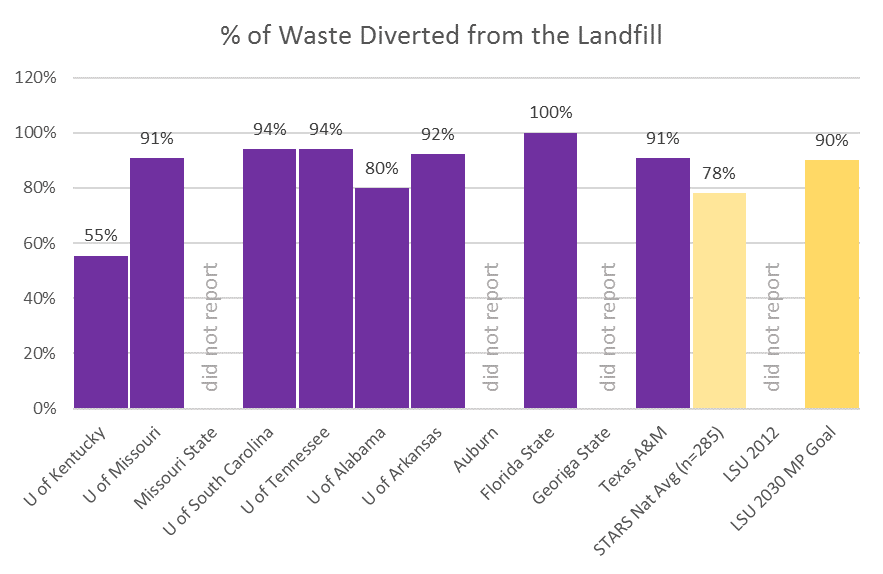 % of Waste Diverted from the Landfill
120%
100%
80%
60%
40%
20%
0%
55%
91%
did not report
94%
94%
80%
92%
did not report
100%
did not report
91%
78%
did not report
90%
U of Kentucky
U of Missouri
Missouri State
U of South Carolina
U of Tennessee
U of Alabama
U of Arkansas
Auburn
Florida State
Georiga State
Texas A&M
STARS Nat Avg (n=285)
LSU 2012
LSU 2030 MP Goal